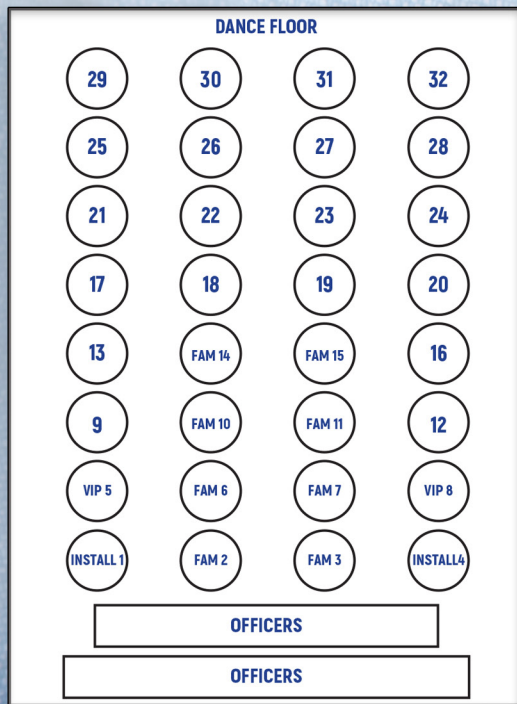 DANCE FLOOR
29 30 31 32
25 26 27 28
21 22 23 24
17 18 19 20
13 FAM 14 FAM 15 16
9 FAM 10 FAM 11 12
VIP 5 FAM 6 FAM 7 VIP 8
INSTALL 1 FAM 2 FAM 3 INSTALL4
OFFICERS
OFFICERS